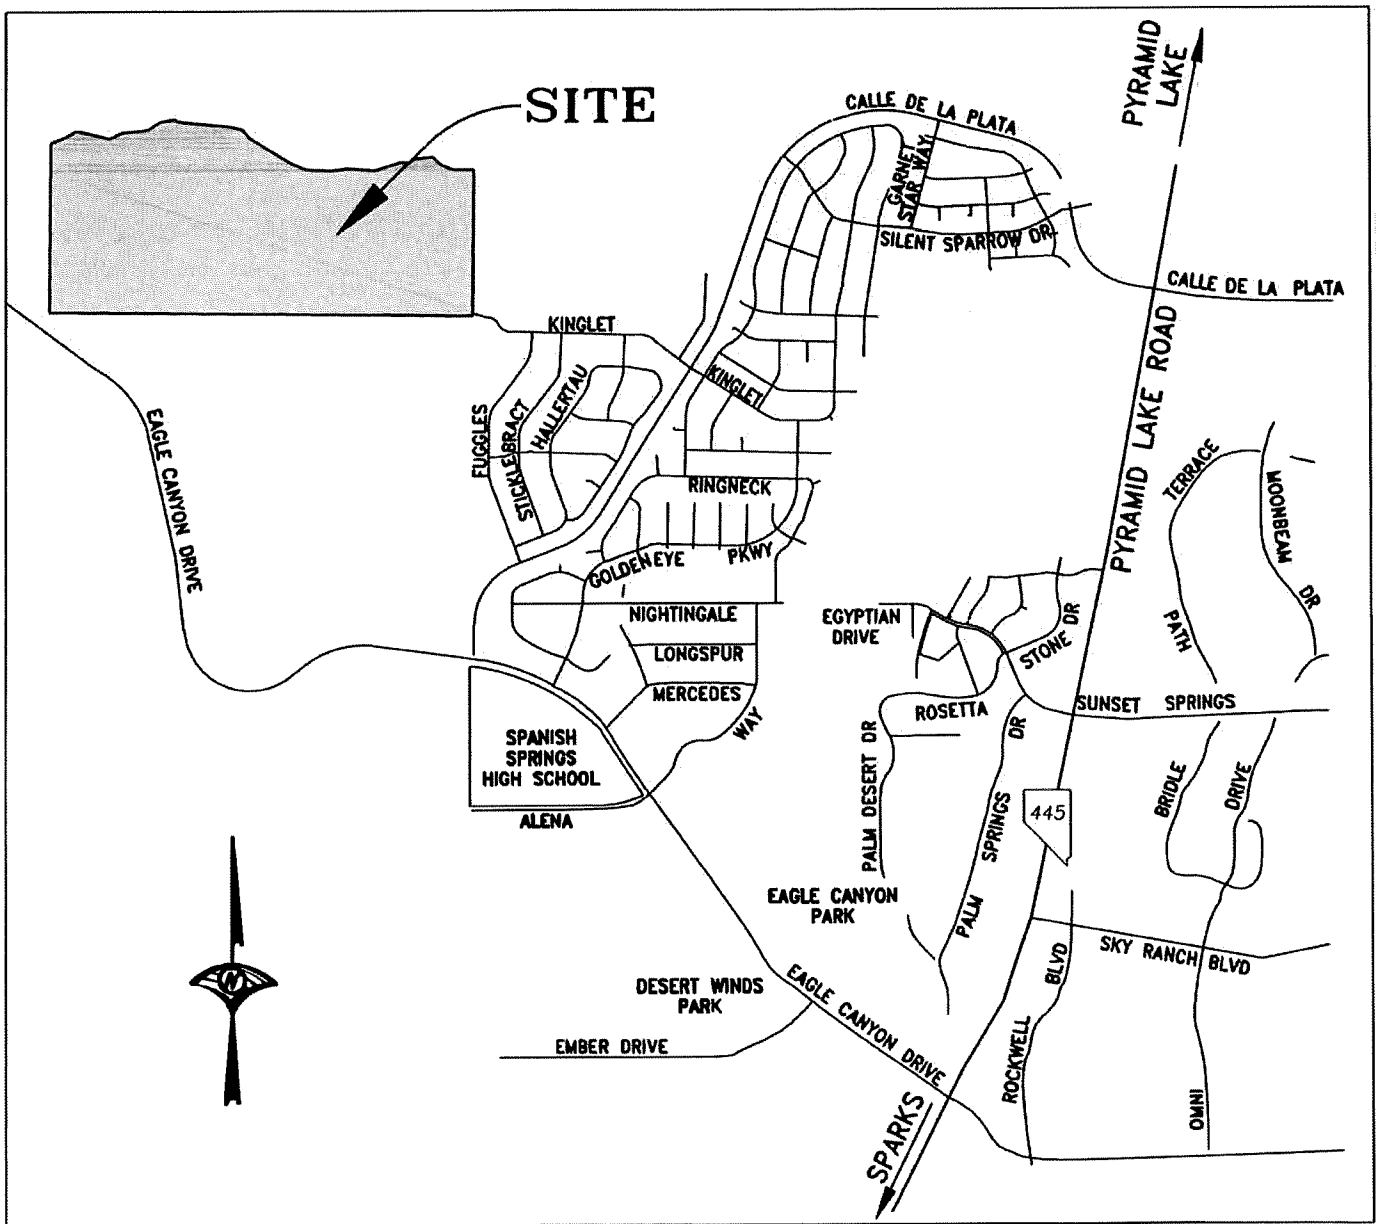 PYRAMID
LAKE
SITE
CALLE DE LA PLATA
GARNET
STAR WAY
SILENT SPARROW DR
CALLE DE LA PLATA
KINGLET
KINGLET
PYRAMID LAKE ROAD
EAGLE CANYON DRIVE
FUGGLES
STICKLEBRACT
HALLERTAU
RINGNECK
TERRACE
MOONBEAM
DR
GOLDENEYE PKWY
NIGHTINGALE
EGYPTIAN
DRIVE
STONE DR
PATH
LONGSPUR
MERCEDES
WAY
ROSETTA
SUNSET SPRINGS
SPANISH
SPRINGS
HIGH SCHOOL
ALENA
PALM DESERT DR
PALM SPRINGS DR
445
BRIDLE
DRIVE
EAGLE CANYON
PARK
SKY RANCH BLVD
N
DESERT WINDS
PARK
EAGLE CANYON DRIVE
EMBER DRIVE
ROCKWELL BLVD
OMNI
SPARKS